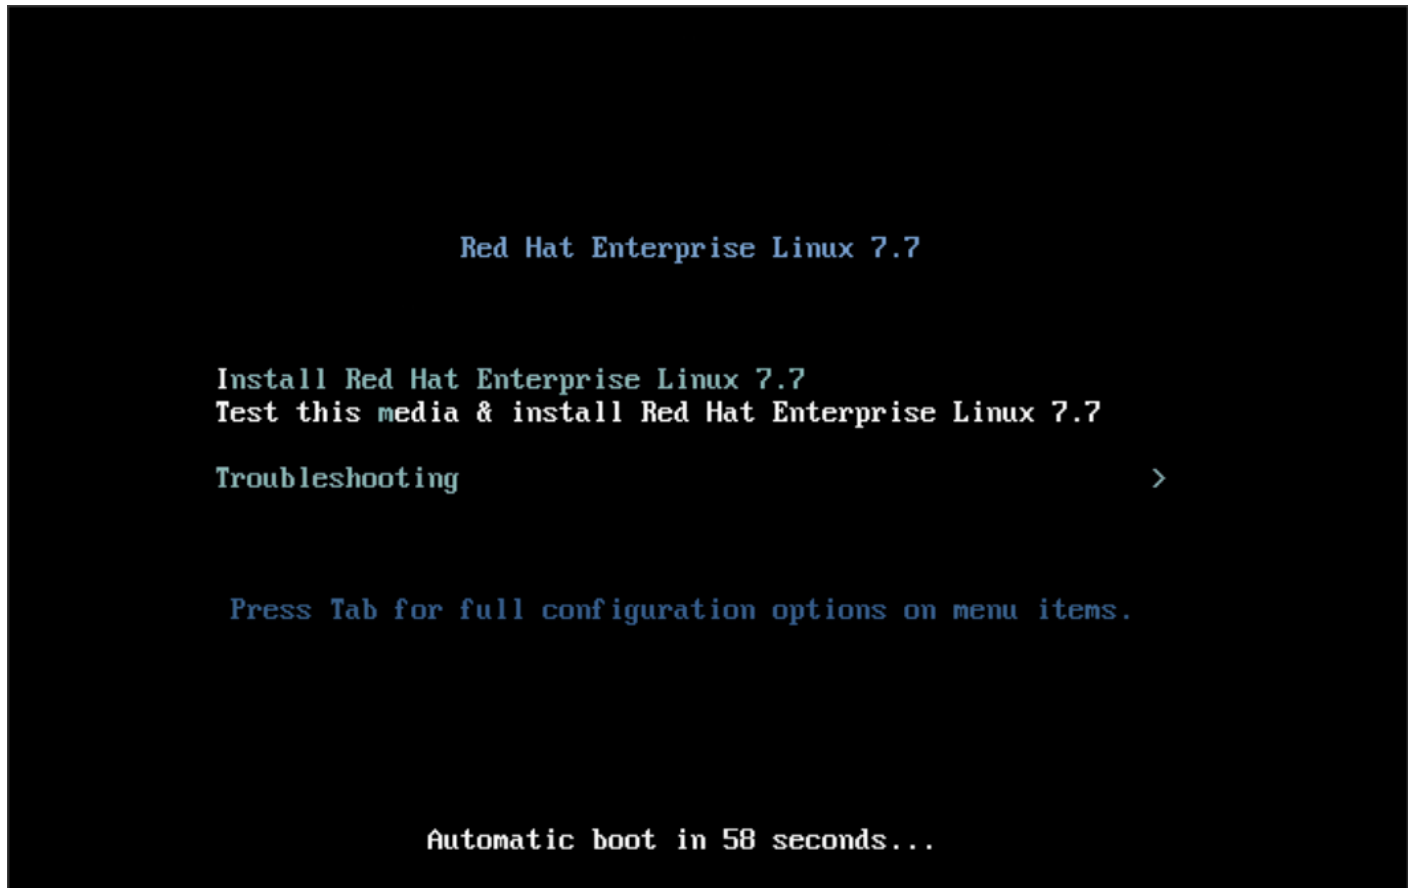 Red Hat Enterprise Linux 7.7
Install Red Hat Enterprise Linux 7.7
Test this media & install Red Hat Enterprise Linux 7.7
Troubleshooting >
Press Tab for full configuration options on menu items.
Automatic boot in 58 seconds...